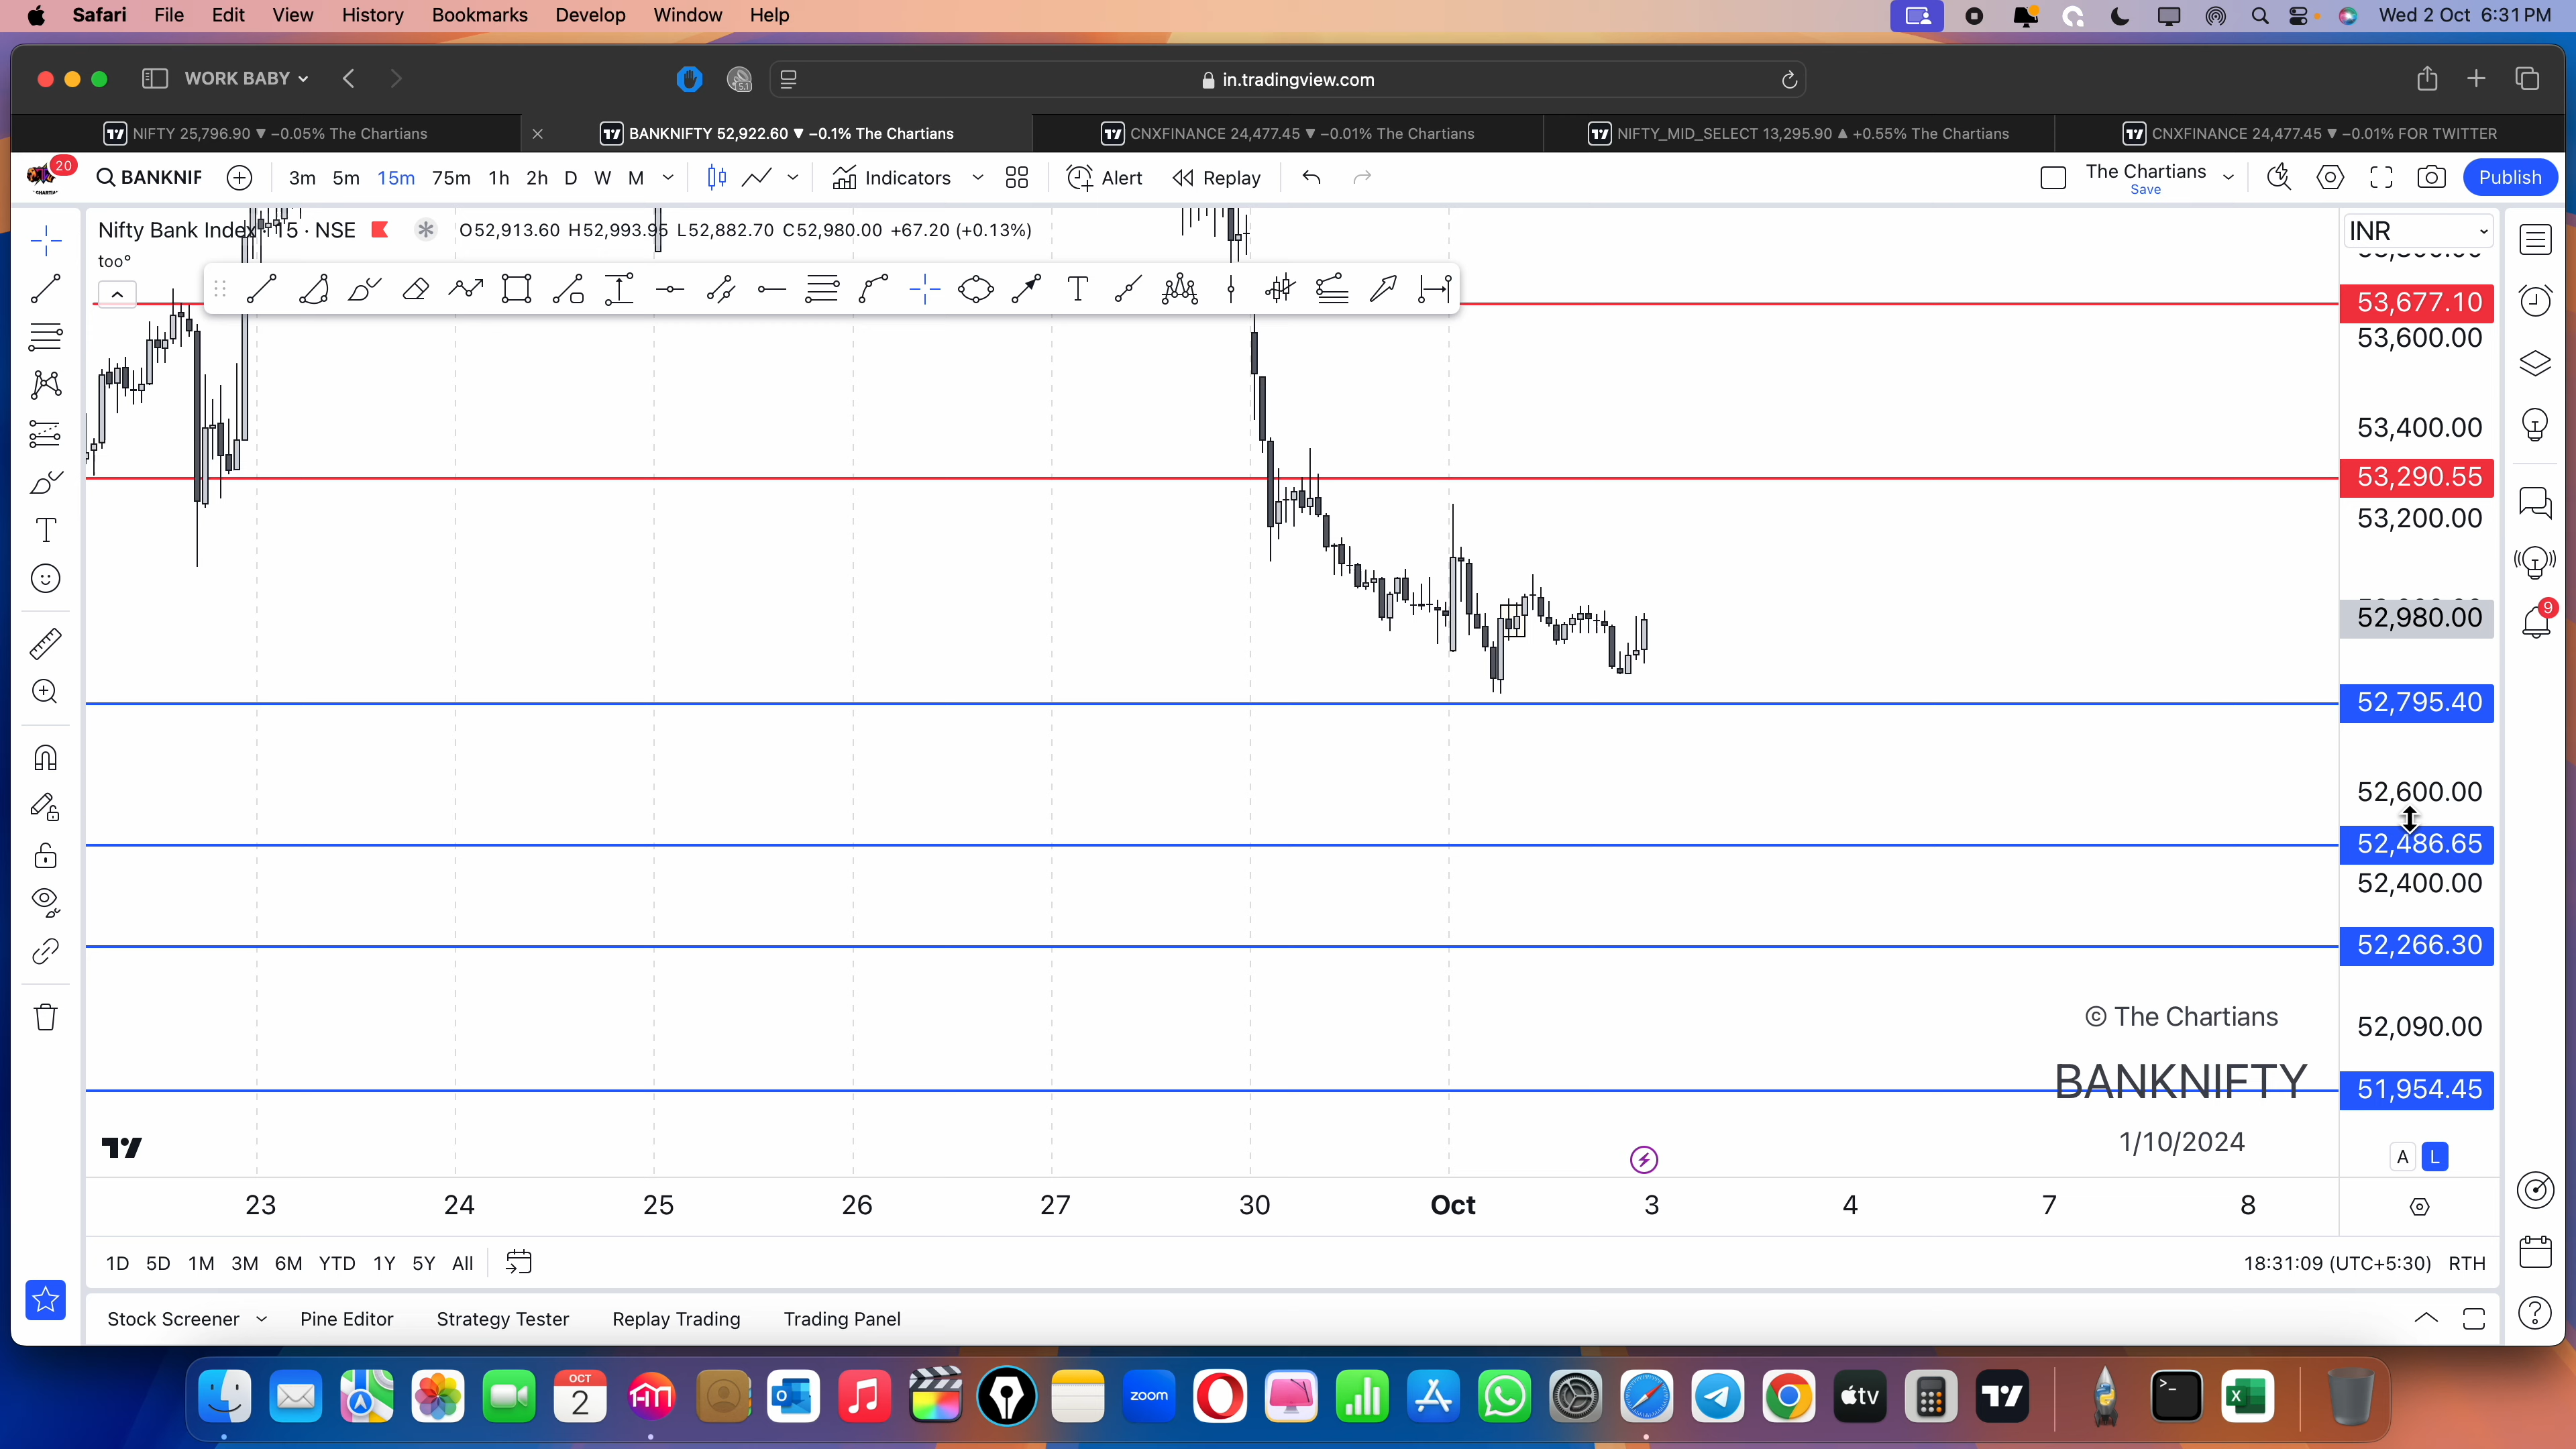 Safari File Edit View History Bookmarks Develop Window Help Wed 2 Oct 6:31 PM
WORK BABY in.tradingview.com
NIFTY 25,796.90 ▼ −0.05% The Chartians
BANKNIFTY 52,922.60 ▼ −0.1% The Chartians
CNXFINANCE 24,477.45 ▼ −0.01% The Chartians
NIFTY_MID_SELECT 13,295.90 ▲ +0.55% The Chartians
CNXFINANCE 24,477.45 ▼ −0.01% FOR TWITTER
20
BANKNIF 3m 5m 15m 75m 1h 2h D W M Indicators Alert Replay The Chartians Publish
Save
Nifty Bank Index · 15 · NSE O52,913.60 H52,993.95 L52,882.70 C52,980.00 +67.20 (+0.13%) INR
too°
53,677.10
53,600.00
53,400.00
53,290.55
53,200.00
9
52,980.00
52,795.40
52,600.00
52,486.65
52,400.00
52,266.30
© The Chartians
52,090.00
BANKNIFTY
51,954.45
1/10/2024
A L
23 24 25 26 27 30 Oct 3 4 7 8
1D 5D 1M 3M 6M YTD 1Y 5Y All 18:31:09 (UTC+5:30) RTH
Stock Screener Pine Editor Strategy Tester Replay Trading Trading Panel
OCT
2
zoom
tv